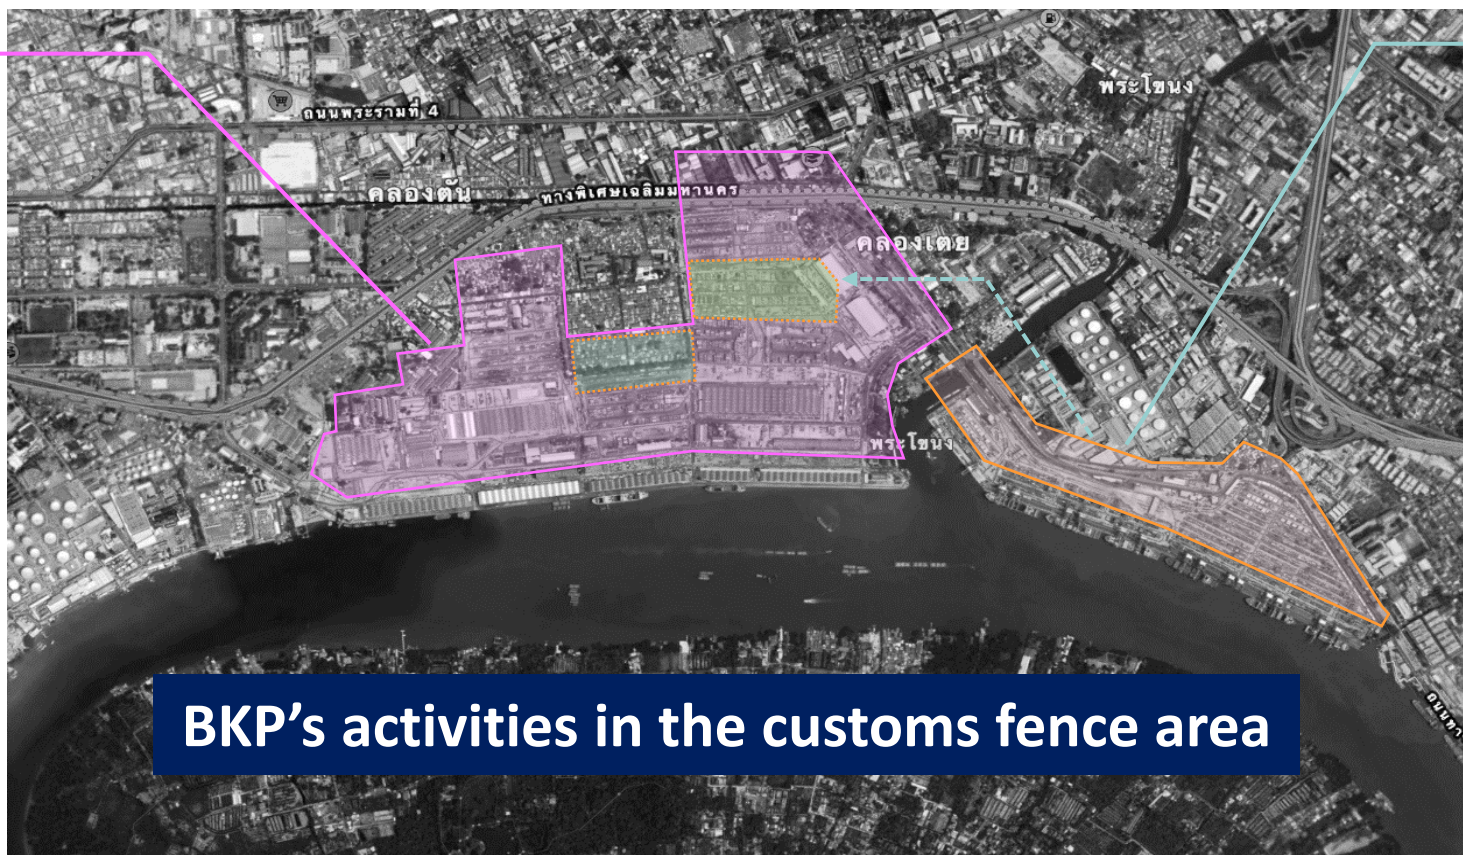 พระโขนง
ถนนพระรามที่ 4
คลองตัน
ทางพิเศษเฉลิมมหานคร
คลองเตย
พระโขนง
BKP's activities in the customs fence area